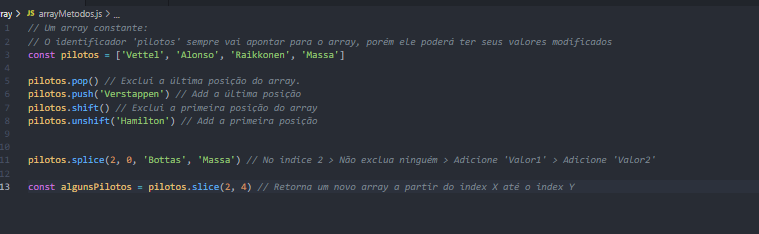 ray > JS arrayMetodos.js > ...
1 // Um array constante:
2 // O identificador 'pilotos' sempre vai apontar para o array, porém ele poderá ter seus valores modificados
3 const pilotos = ['Vettel', 'Alonso', 'Raikkonen', 'Massa']
4
5 pilotos.pop() // Exclui a última posição do array.
6 pilotos.push('Verstappen') // Add a última posição
7 pilotos.shift() // Exclui a primeira posição do array
8 pilotos.unshift('Hamilton') // Add a primeira posição
9
10
11 pilotos.splice(2, 0, 'Bottas', 'Massa') // No indice 2 > Não exclua ninguém > Adicione 'Valor1' > Adicione 'Valor2'
12
13 const algunsPilotos = pilotos.slice(2, 4) // Retorna um novo array a partir do index X até o index Y